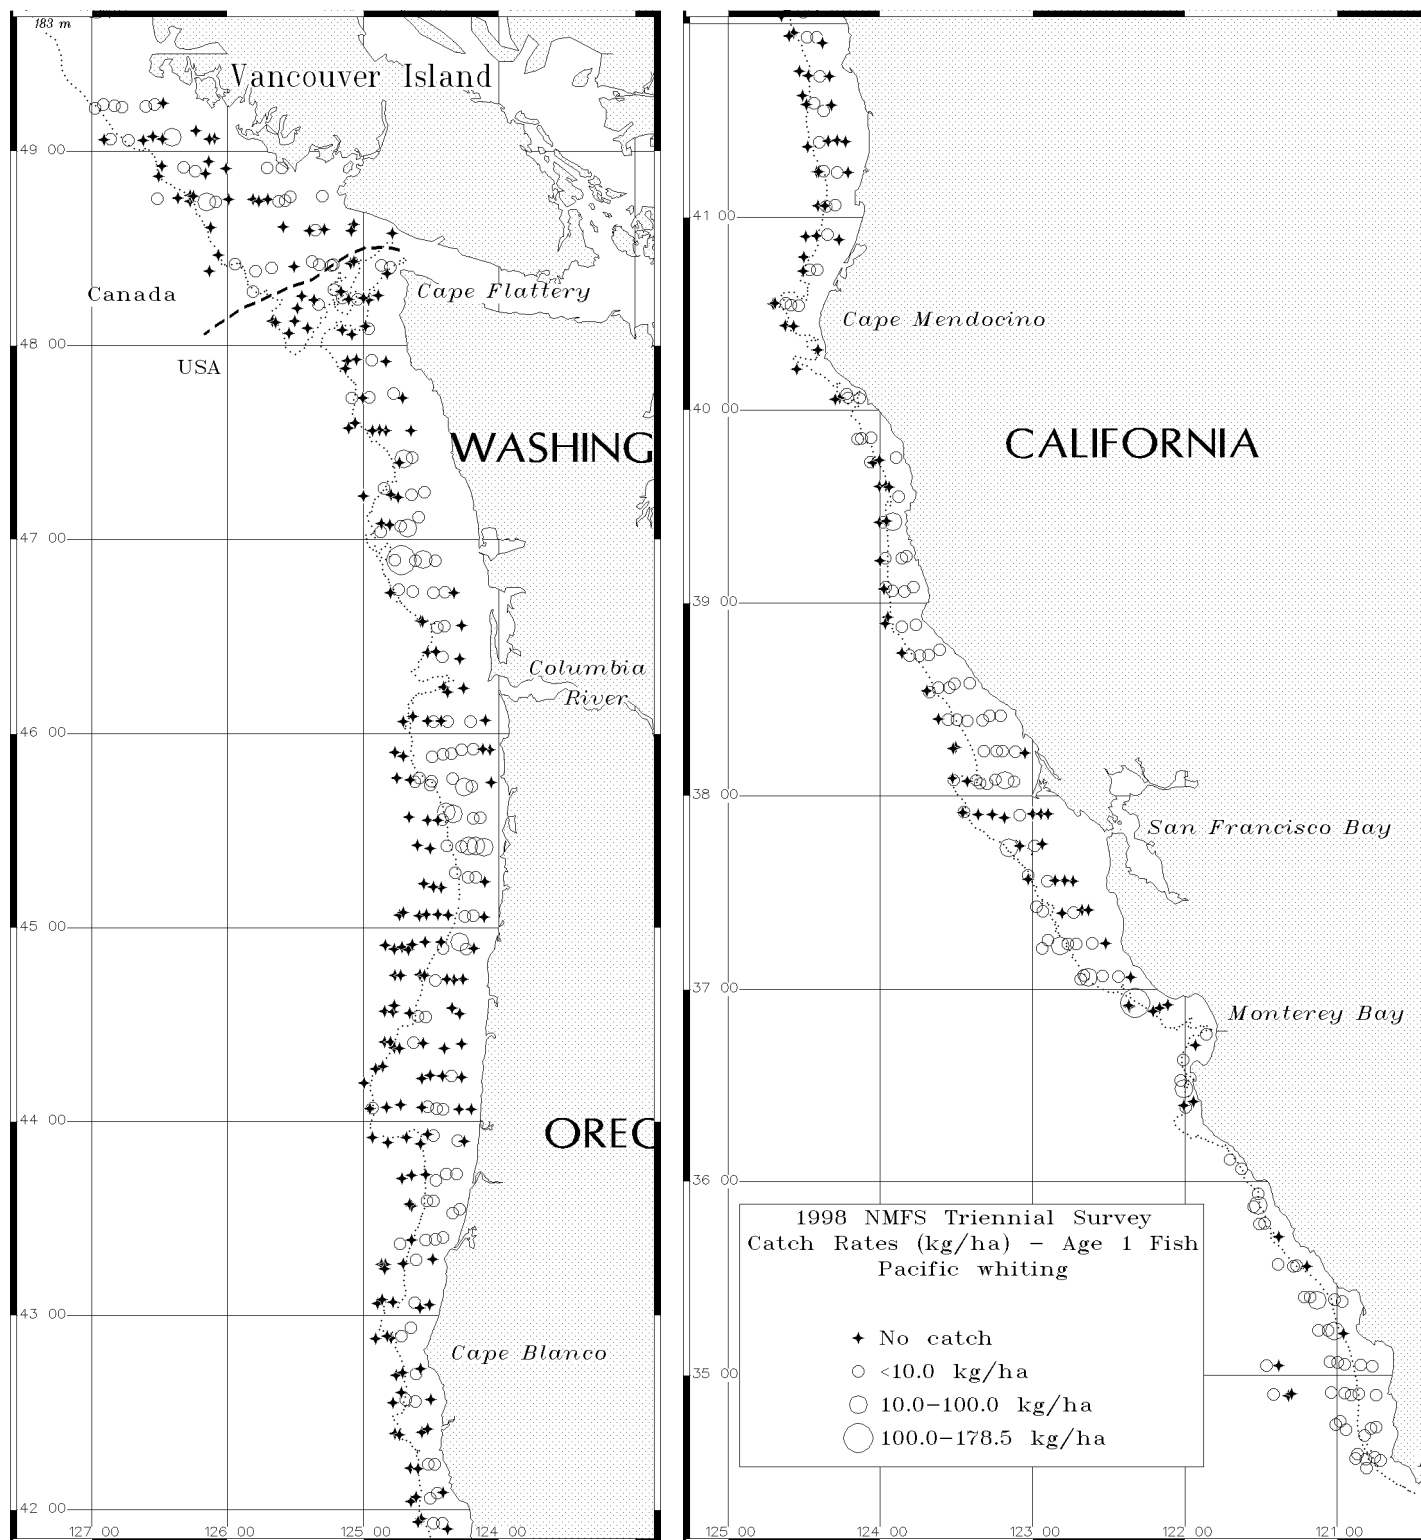 183 m
Vancouver Island
49 00
Canada
Cape Flattery
48 00
USA
WASHING
47 00
Columbia
River
46 00
45 00
44 00
OREG
43 00
Cape Blanco
42 00
127 00 126 00 125 00 124 00
41 00
Cape Mendocino
40 00
CALIFORNIA
39 00
38 00
San Francisco Bay
37 00
Monterey Bay
36 00
1998 NMFS Triennial Survey
Catch Rates (kg/ha) – Age 1 Fish
Pacific whiting
No catch
<10.0 kg/ha
10.0–100.0 kg/ha
100.0–178.5 kg/ha
35 00
125 00 124 00 123 00 122 00 121 00